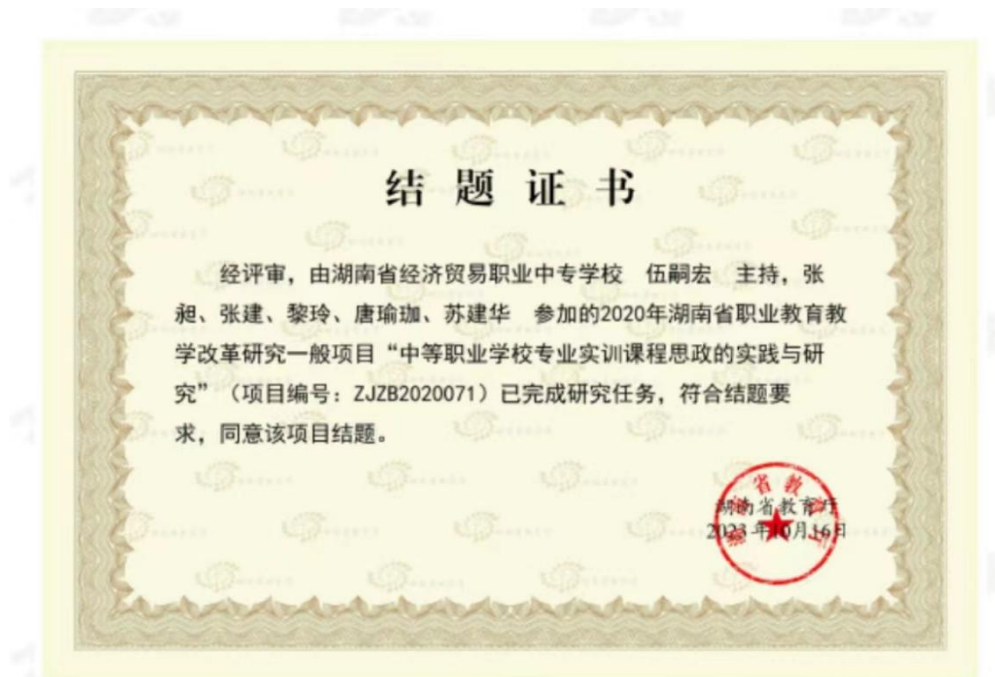 结题证书
经评审，由湖南省经济贸易职业中专学校 伍嗣宏 主持，张
昶、张建、黎玲、唐瑜珈、苏建华 参加的2020年湖南省职业教育教
学改革研究一般项目“中等职业学校专业实训课程思政的实践与研
究”（项目编号：ZJZB2020071）已完成研究任务，符合结题要
求，同意该项目结题。
湖南省教育厅
2023年10月16日